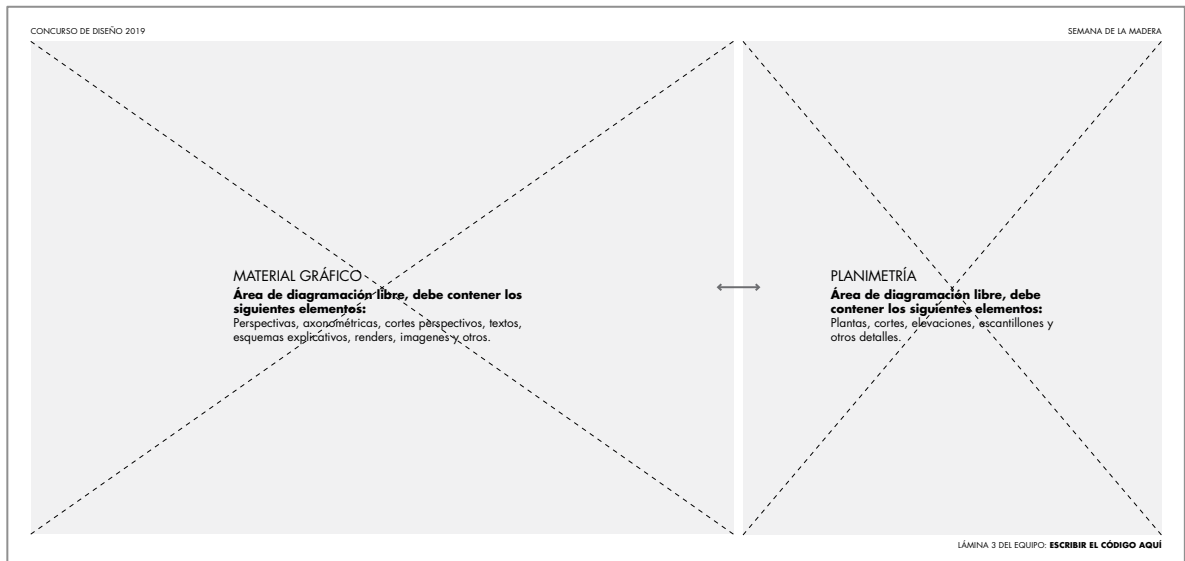 CONCURSO DE DISEÑO 2019
SEMANA DE LA MADERA
MATERIAL GRÁFICO
Área de diagramación libre, debe contener los
siguientes elementos:
Perspectivas, axonométricas, cortes perspectivos, textos,
esquemas explicativos, renders, imagenes y otros.
PLANIMETRÍA
Área de diagramación libre, debe
contener los siguientes elementos:
Plantas, cortes, elevaciones, escantillones y
otros detalles.
LÁMINA 3 DEL EQUIPO: ESCRIBIR EL CÓDIGO AQUÍ